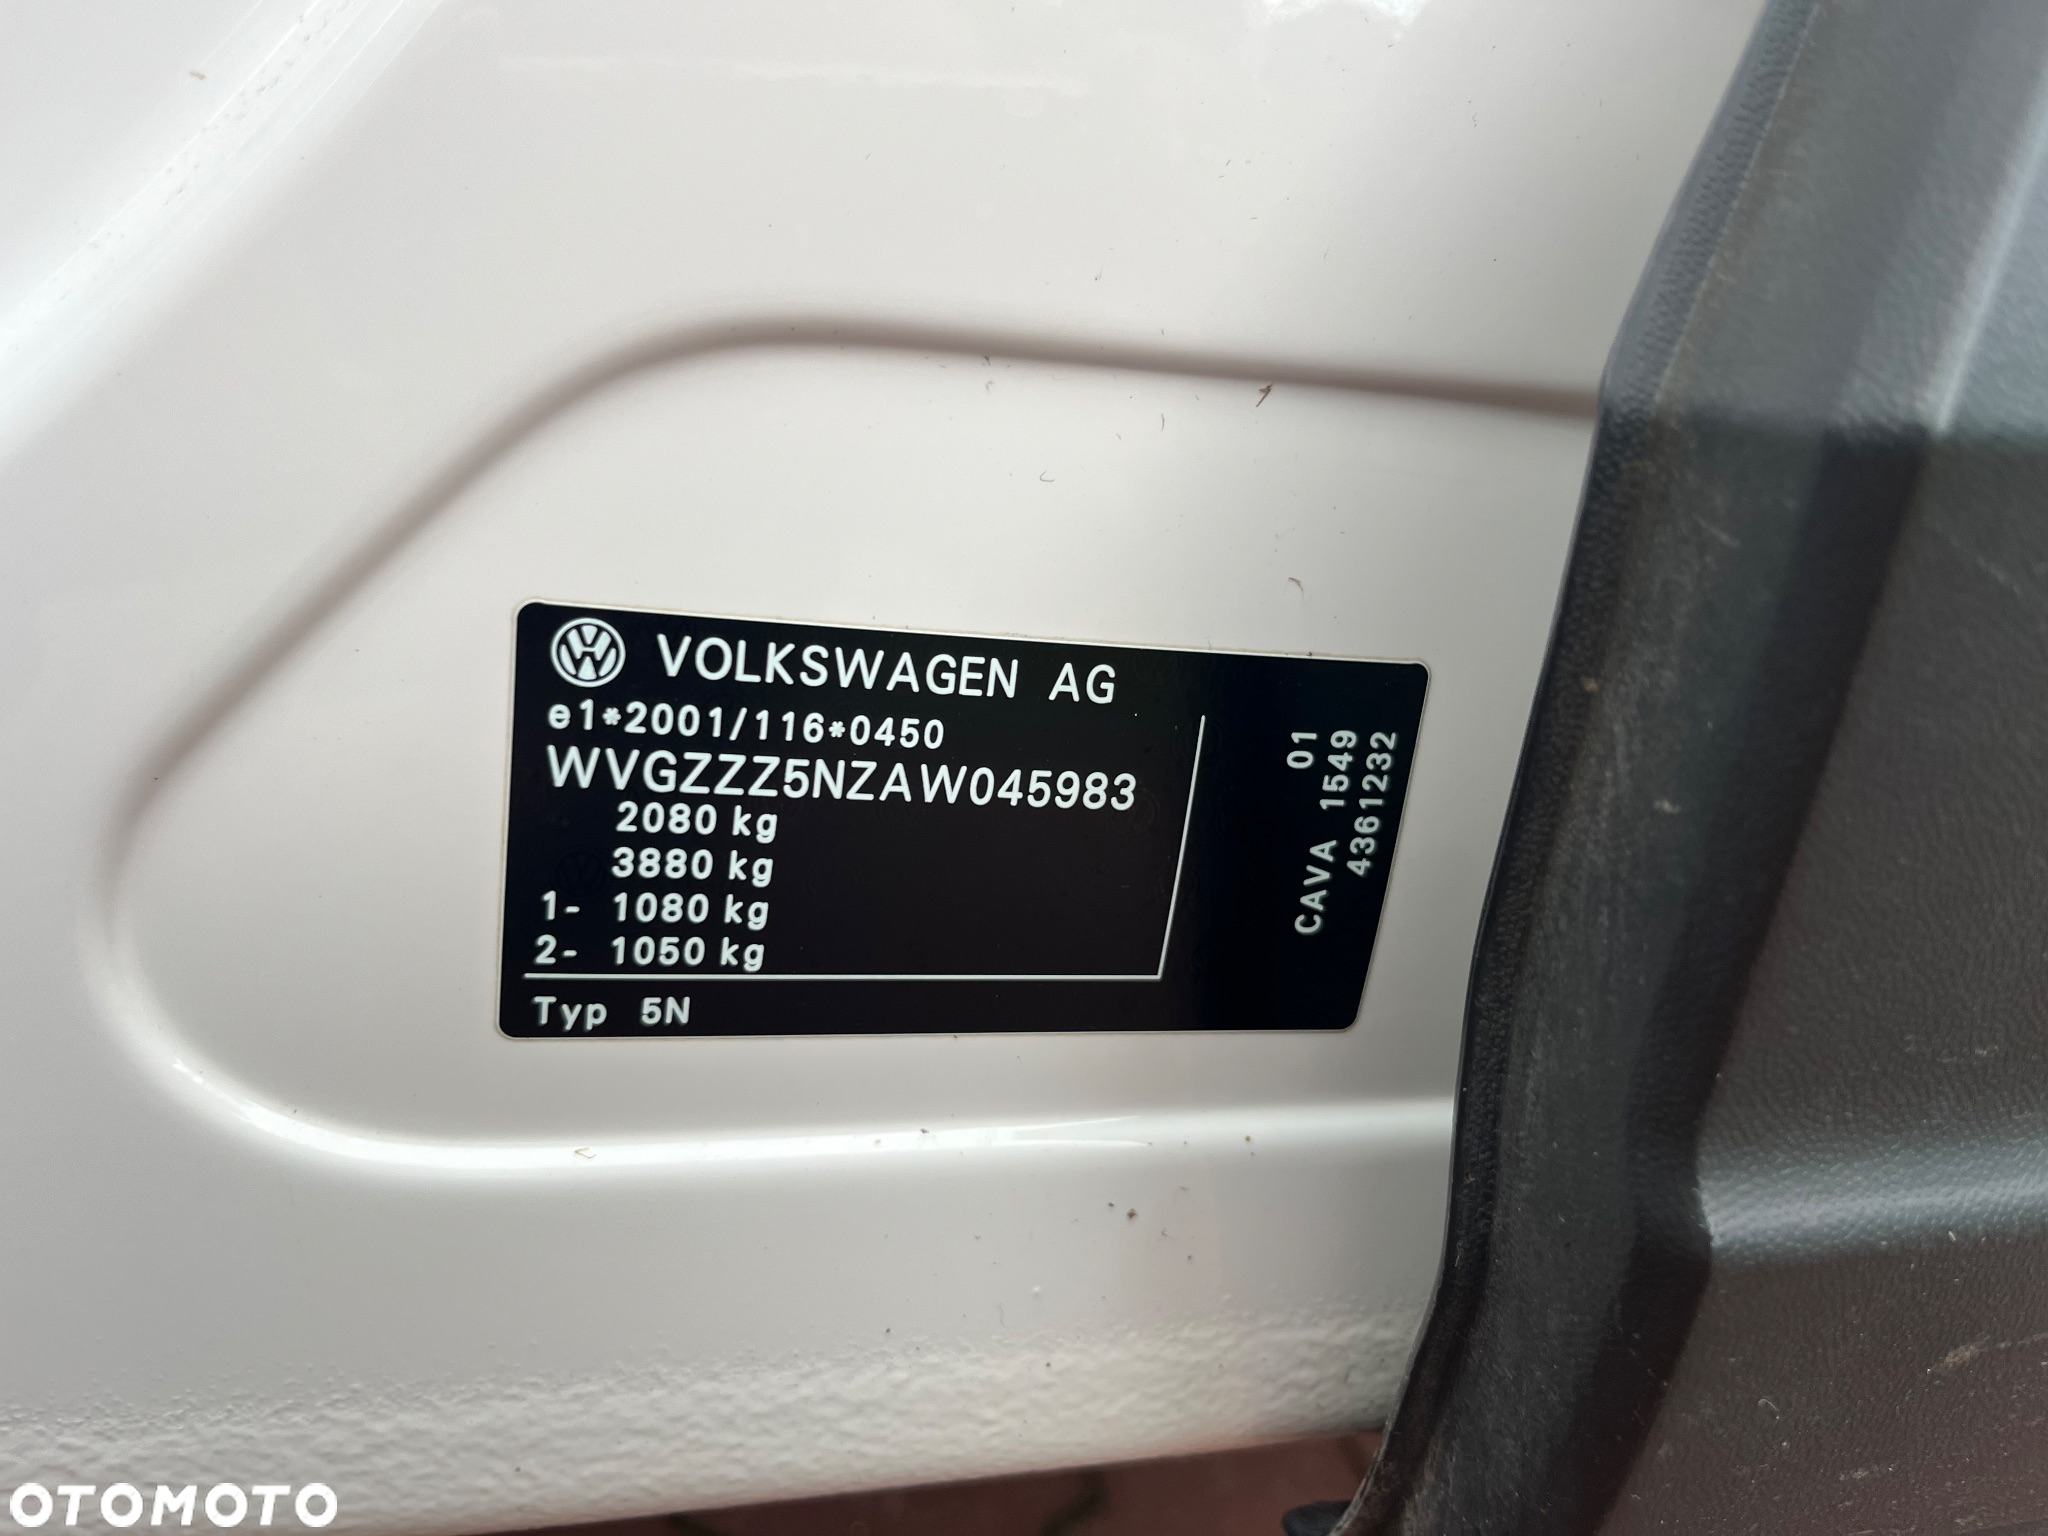 VOLKSWAGEN AG
e1*2001/116*0450
WVGZZZ5NZAW045983
2080 kg
3880 kg
1- 1080 kg
2- 1050 kg
Typ 5N
01
CAVA 1549
4361232
OTOMOTO